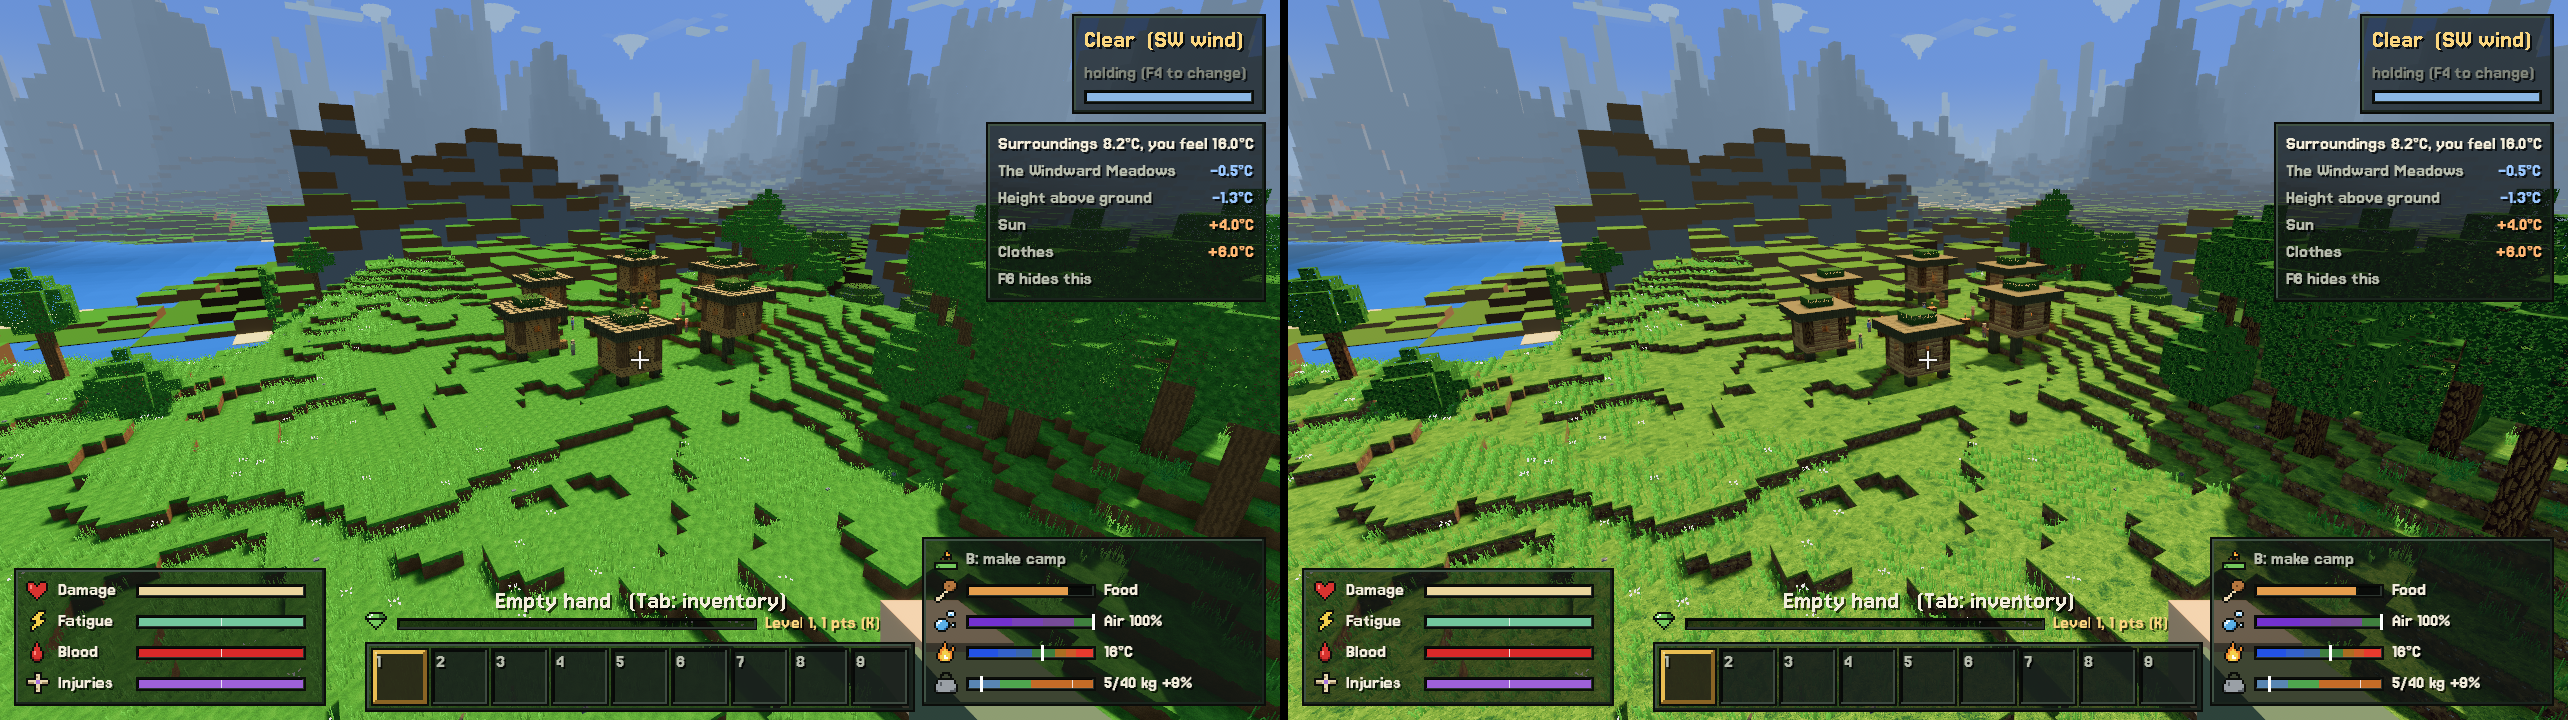 Clear (SW wind)
holding (F4 to change)
Surroundings 8.2°C, you feel 16.0°C
The Windward Meadows -0.5°C
Height above ground -1.3°C
Sun +4.0°C
Clothes +6.0°C
F6 hides this
Damage
Fatigue
Blood
Injuries
Empty hand (Tab: inventory)
Level 1, 1 pts (K)
1 2 3 4 5 6 7 8 9
B: make camp
Food
Air 100%
16°C
5/40 kg +9%
Clear (SW wind)
holding (F4 to change)
Surroundings 8.2°C, you feel 16.0°C
The Windward Meadows -0.5°C
Height above ground -1.3°C
Sun +4.0°C
Clothes +6.0°C
F6 hides this
Damage
Fatigue
Blood
Injuries
Empty hand (Tab: inventory)
Level 1, 1 pts (K)
1 2 3 4 5 6 7 8 9
B: make camp
Food
Air 100%
16°C
5/40 kg +9%